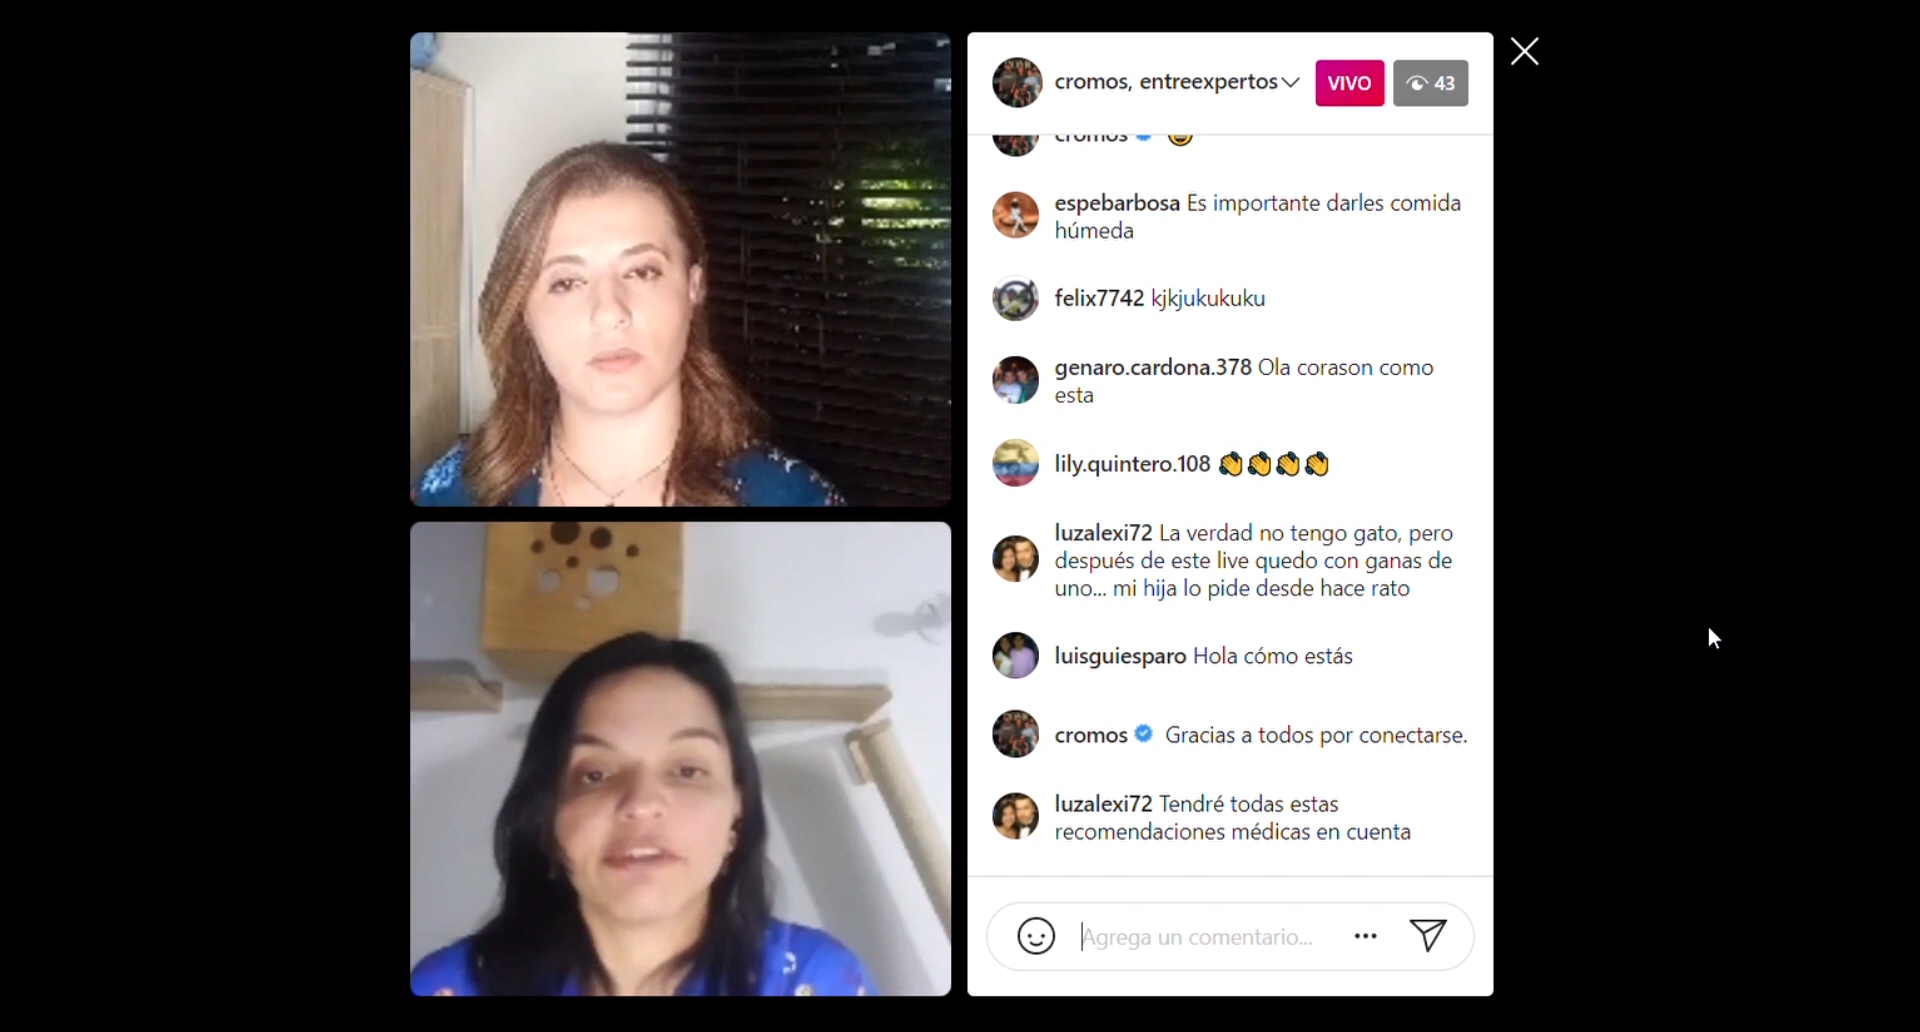 cromos, entreexpertos
VIVO
43
cromos
espebarbosa Es importante darles comida
húmeda
felix7742 kjkjukukuku
genaro.cardona.378 Ola corason como
esta
lily.quintero.108 👏👏👏👏
luzalexi72 La verdad no tengo gato, pero
después de este live quedo con ganas de
uno... mi hija lo pide desde hace rato
luisguiesparo Hola cómo estás
cromos Gracias a todos por conectarse.
luzalexi72 Tendré todas estas
recomendaciones médicas en cuenta
Agrega un comentario...